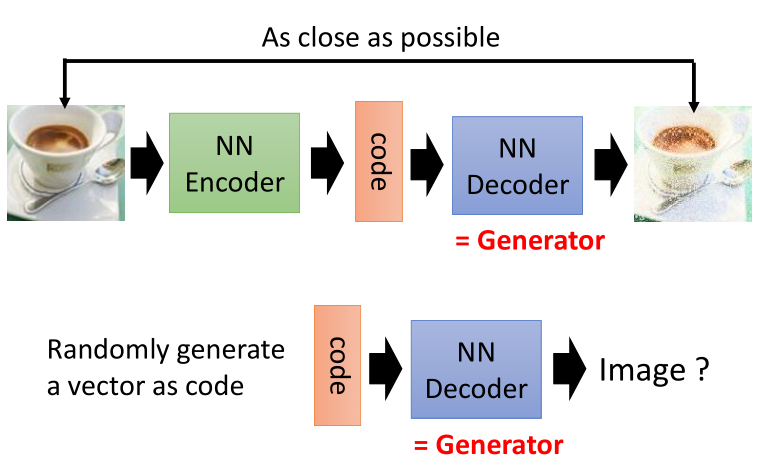 As close as possible
NN
Encoder
code
NN
Decoder
= Generator
Randomly generate
a vector as code
code
NN
Decoder
= Generator
Image ?